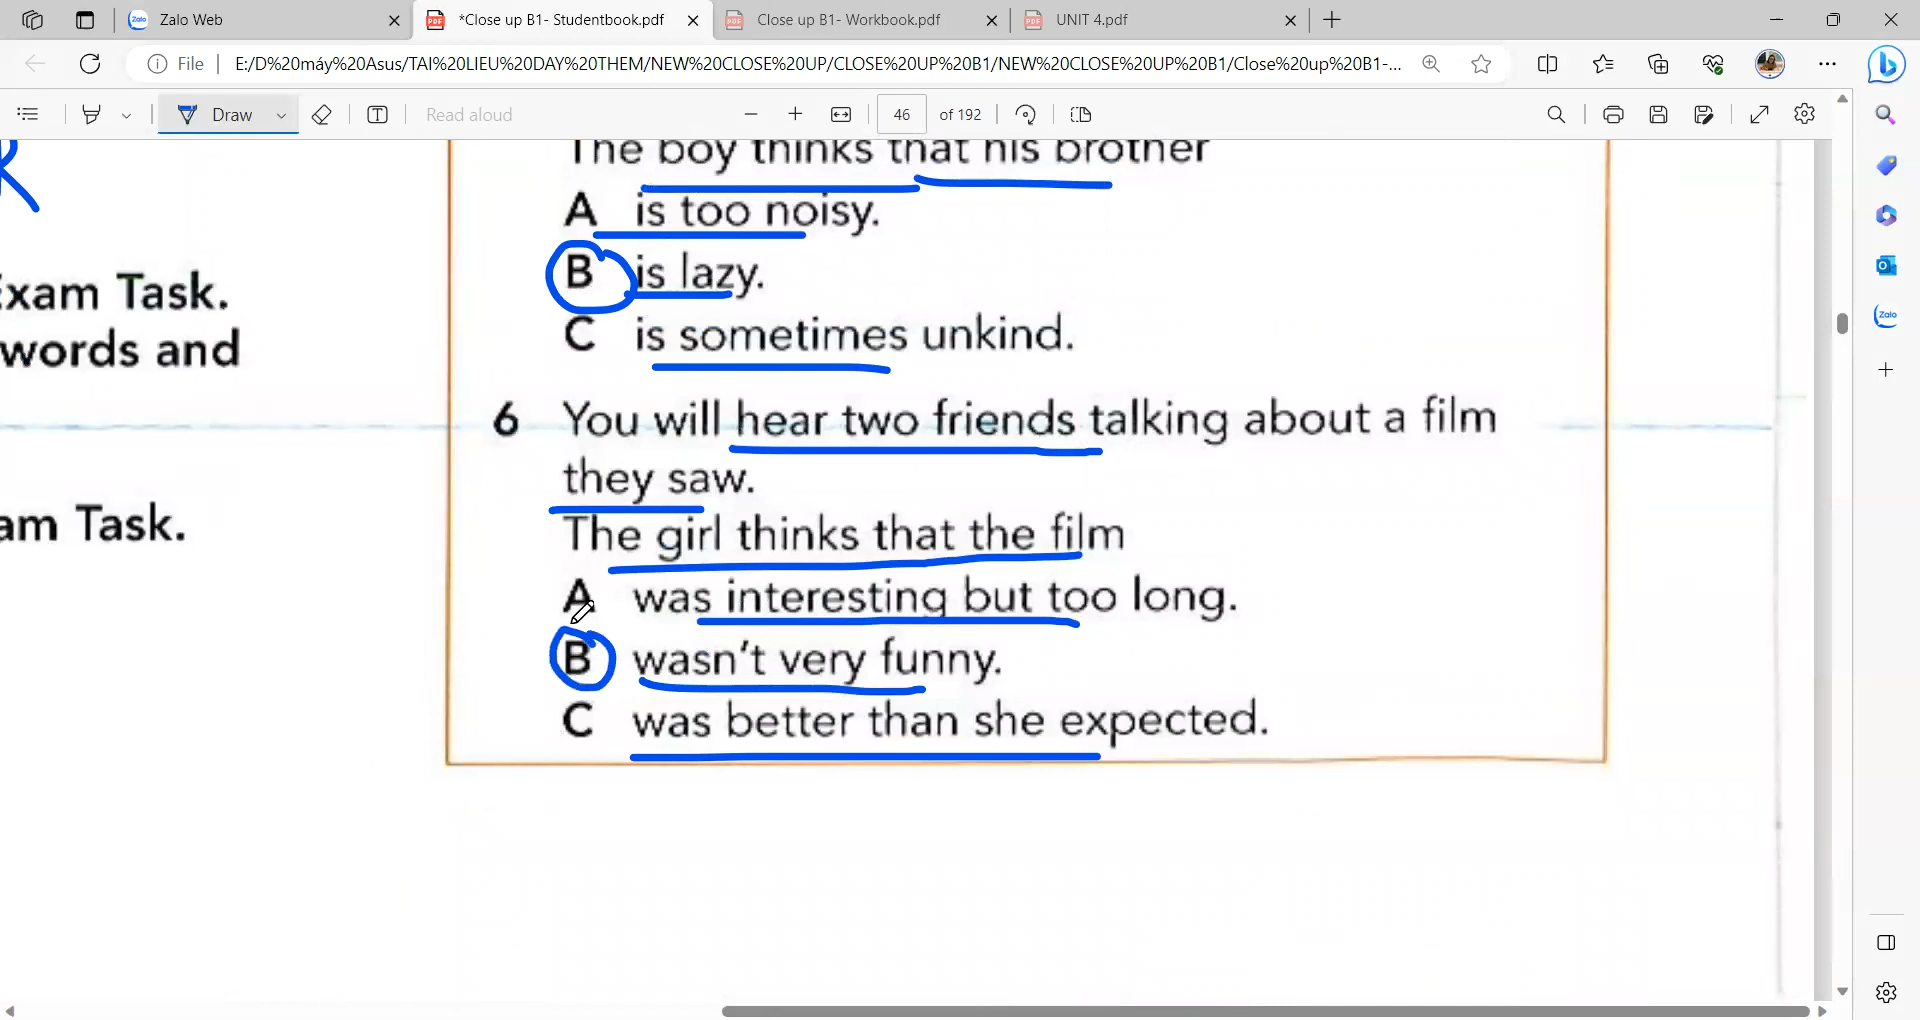 Zalo Web
*Close up B1- Studentbook.pdf
Close up B1- Workbook.pdf
UNIT 4.pdf
File
E:/D%20máy%20Asus/TAI%20LIEU%20DAY%20THEM/NEW%20CLOSE%20UP/CLOSE%20UP%20B1/NEW%20CLOSE%20UP%20B1/Close%20up%20B1-...
Draw
Read aloud
46 of 192
The boy thinks that his brother
A is too noisy.
B is lazy.
C is sometimes unkind.
Exam Task.
words and
am Task.
6 You will hear two friends talking about a film
they saw.
The girl thinks that the film
A was interesting but too long.
B wasn't very funny.
C was better than she expected.
Zalo